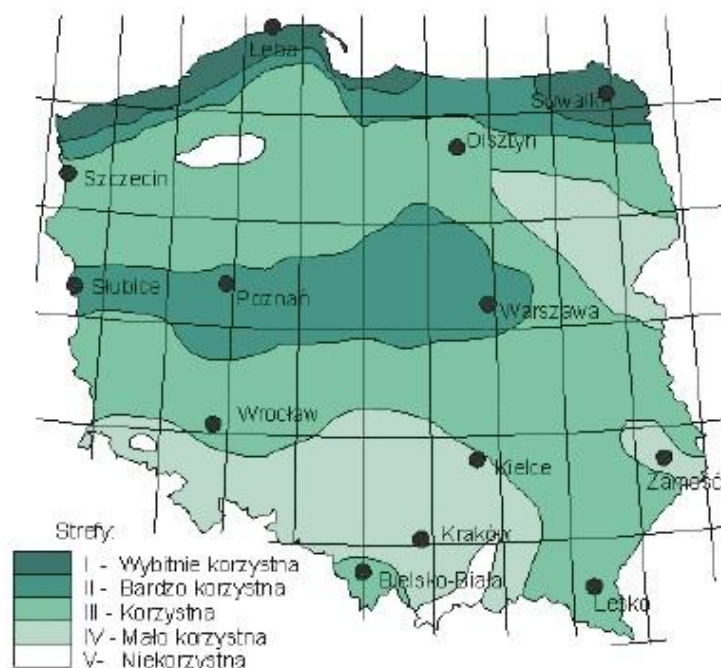 Łeba
Suwałki
Olsztyn
Szczecin
Słubice
Poznań
Warszawa
Wrocław
Kielce
Zamość
Kraków
Bielsko-Biała
Lesko
Strefy:
I - Wybitnie korzystna
II - Bardzo korzystna
III - Korzystna
IV - Mało korzystna
V- Niekorzystna